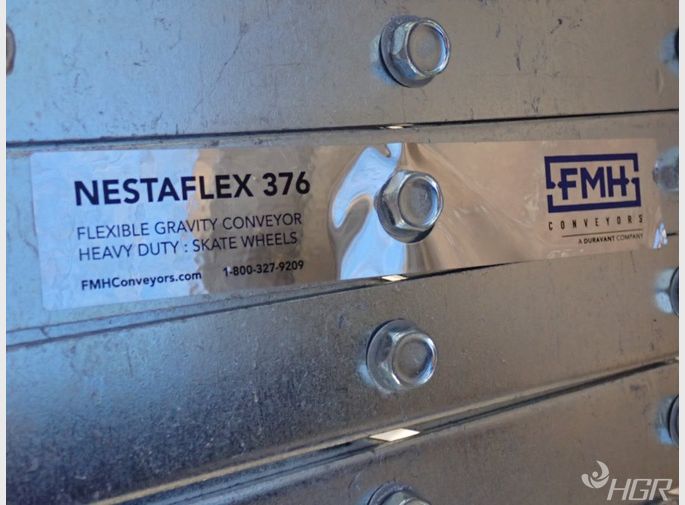 NESTAFLEX 376
FLEXIBLE GRAVITY CONVEYOR
HEAVY DUTY : SKATE WHEELS
FMHConveyors.com 1-800-327-9209
FMH
CONVEYORS
A DURAVANT COMPANY
HGR